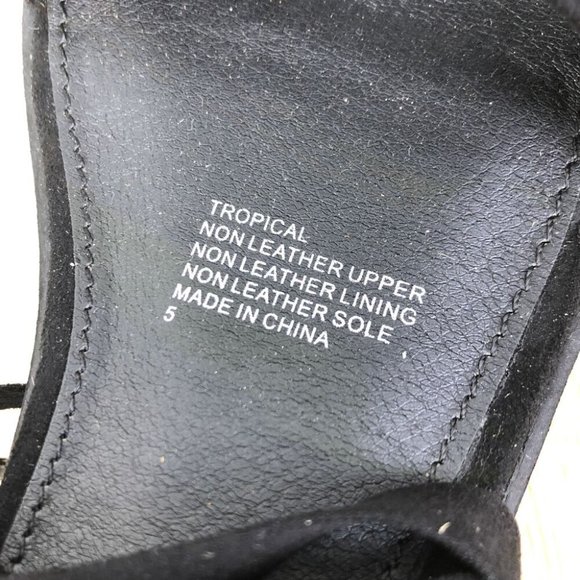 TROPICAL
NON LEATHER UPPER
NON LEATHER LINING
NON LEATHER SOLE
MADE IN CHINA
5